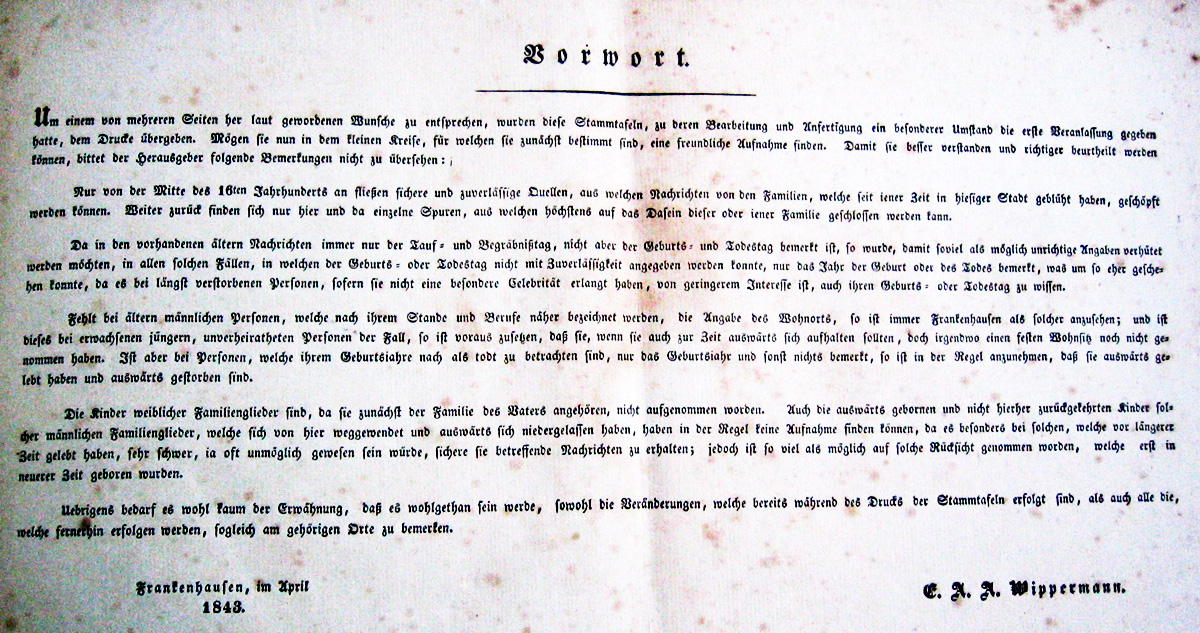 Vorwort.
Um einem von mehreren Seiten her laut gewordenen Wunsche zu entsprechen, wurden diese Stammtafeln, zu deren Bearbeitung und Anfertigung ein besonderer Umstand die erste Veranlassung gegeben
hatte, dem Drucke übergeben. Mögen sie nun in dem kleinen Kreise, für welchen sie zunächst bestimmt sind, eine freundliche Aufnahme finden. Damit sie besser verstanden und richtiger beurtheilt werden
können, bittet der Herausgeber folgende Bemerkungen nicht zu übersehen:
Nur von der Mitte des 16ten Jahrhunderts an fließen sichere und zuverlässige Quellen, aus welchen Nachrichten von den Familien, welche seit iener Zeit in hiesiger Stadt geblüht haben, geschöpft
werden können. Weiter zurück finden sich nur hier und da einzelne Spuren, aus welchen höchstens auf das Dasein dieser oder iener Familie geschlossen werden kann.
Da in den vorhandenen ältern Nachrichten immer nur der Tauf- und Begräbnißtag, nicht aber der Geburts- und Todestag bemerkt ist, so wurde, damit soviel als möglich unrichtige Angaben verhütet
werden möchten, in allen solchen Fällen, in welchen der Geburts- oder Todestag nicht mit Zuverlässigkeit angegeben werden konnte, nur das Jahr der Geburt oder des Todes bemerkt, was um so eher gesche-
hen konnte, da es bei längst verstorbenen Personen, sofern sie nicht eine besondere Celebrität erlangt haben, von geringerem Interesse ist, auch ihren Geburts- oder Todestag zu wissen.
Fehlt bei ältern männlichen Personen, welche nach ihrem Stande und Berufe näher bezeichnet werden, die Angabe des Wohnorts, so ist immer Frankenhausen als solcher anzusehen; und ist
dieses bei erwachsenen jüngern, unverheiratheten Personen der Fall, so ist voraus zusetzen, daß sie, wenn sie auch zur Zeit auswärts sich aufhalten sollten, doch irgendwo einen festen Wohnsitz noch nicht ge-
nommen haben. Ist aber bei Personen, welche ihrem Geburtsiahre nach als todt zu betrachten sind, nur das Geburtsiahr und sonst nichts bemerkt, so ist in der Regel anzunehmen, daß sie auswärts ge-
lebt haben und auswärts gestorben sind.
Die Kinder weiblicher Familienglieder sind, da sie zunächst der Familie des Vaters angehören, nicht aufgenommen worden. Auch die auswärts gebornen und nicht hierher zurückgekehrten Kinder sol-
cher männlichen Familienglieder, welche sich von hier weggewendet und auswärts sich niedergelassen haben, haben in der Regel keine Aufnahme finden können, da es besonders bei solchen, welche vor längerer
Zeit gelebt haben, sehr schwer, ia oft unmöglich gewesen sein würde, sichere sie betreffende Nachrichten zu erhalten; jedoch ist so viel als möglich auf solche Rücksicht genommen worden, welche erst in
neuerer Zeit geboren wurden.
Uebrigens bedarf es wohl kaum der Erwähnung, daß es wohlgethan sein werde, sowohl die Veränderungen, welche bereits während des Drucks der Stammtafeln erfolgt sind, als auch alle die,
welche fernerhin erfolgen werden, sogleich am gehörigen Orte zu bemerken.
Frankenhausen, im April
1843.
E. A. A. Wippermann.